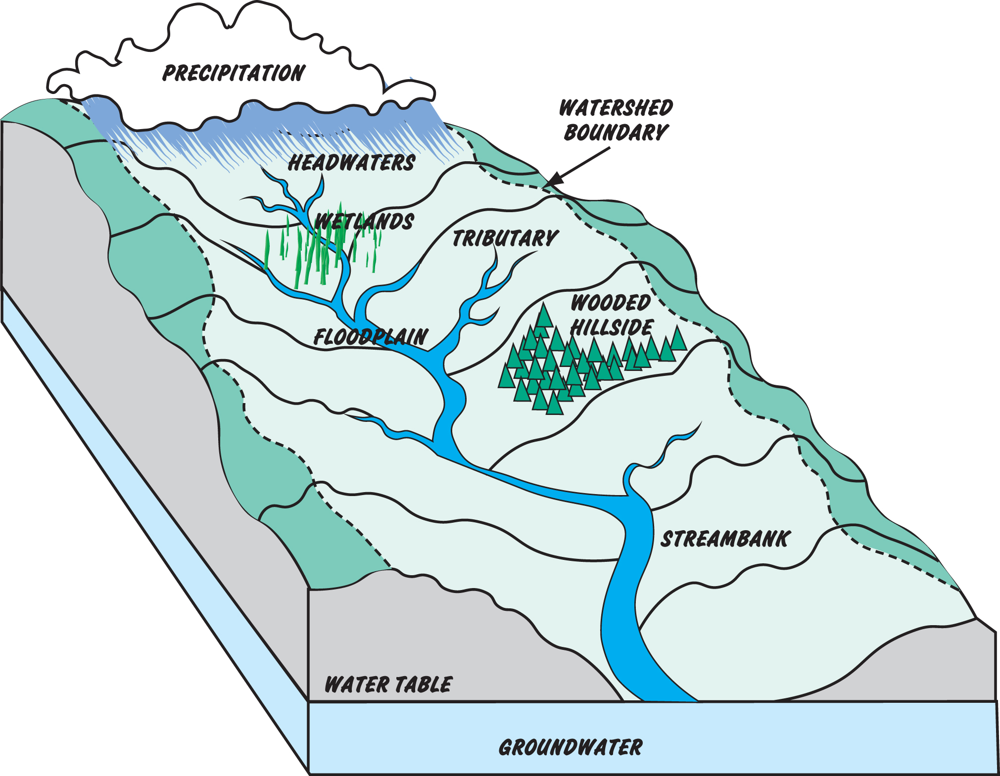 PRECIPITATION
WATERSHED
BOUNDARY
HEADWATERS
WETLANDS
TRIBUTARY
WOODED
HILLSIDE
FLOODPLAIN
STREAMBANK
WATER TABLE
GROUNDWATER